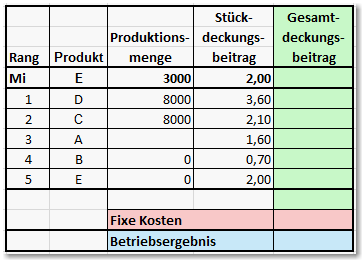 Rang Produkt Produktions-menge Stück-deckungs-beitrag Gesamt-deckungs-beitrag
Mi E 3000 2,00
1 D 8000 3,60
2 C 8000 2,10
3 A 1,60
4 B 0 0,70
5 E 0 2,00
Fixe Kosten
Betriebsergebnis